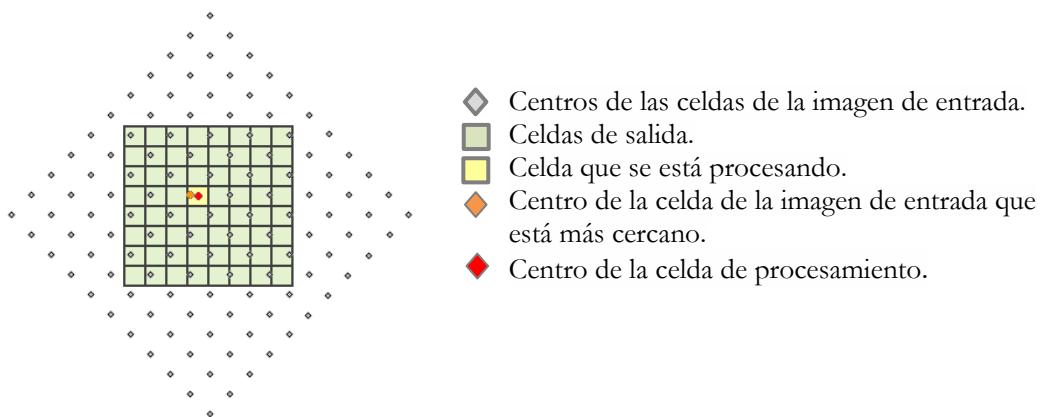 Centros de las celdas de la imagen de entrada.
Celdas de salida.
Celda que se está procesando.
Centro de la celda de la imagen de entrada que
está más cercano.
Centro de la celda de procesamiento.